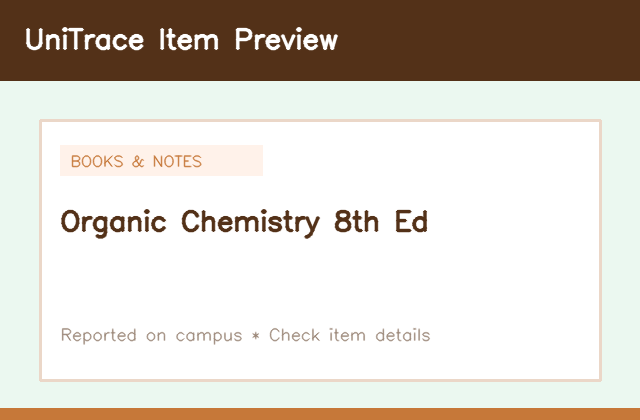 UniTrace Item Preview
BOOKS & NOTES
Organic Chemistry 8th Ed
Reported on campus * Check item details